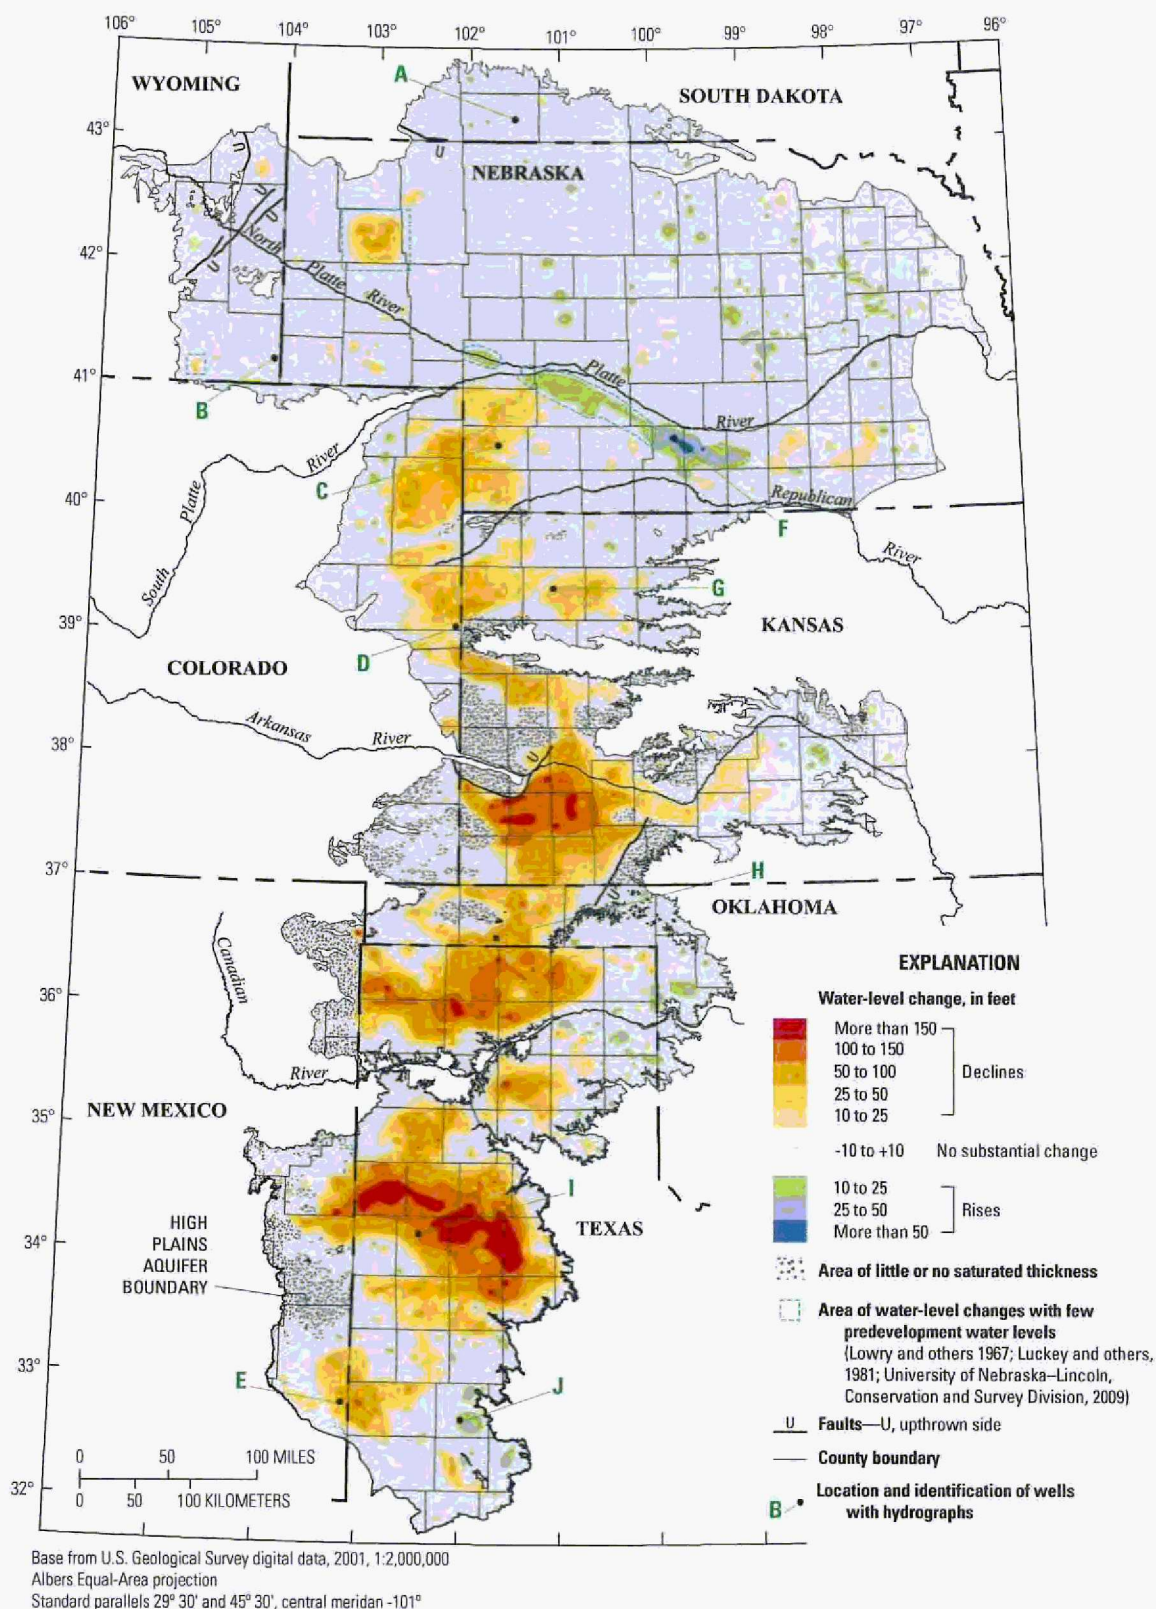 106°
105°
104°
103°
102°
101°
100°
99°
98°
97°
96°
WYOMING
A
SOUTH DAKOTA
43°
U
U
NEBRASKA
U
U
North
42°
U
Platte
River
41°
Platte
B
River
River
C
40°
Republican
Platte
F
River
South
G
39°
KANSAS
D
COLORADO
Arkansas
River
38°
U
37°
H
U
OKLAHOMA
Canadian
EXPLANATION
36°
Water-level change, in feet
More than 150
100 to 150
50 to 100
Declines
25 to 50
10 to 25
River
NEW MEXICO
35°
-10 to +10 No substantial change
10 to 25
25 to 50
Rises
More than 50
I
HIGH
PLAINS
AQUIFER
BOUNDARY
TEXAS
34°
Area of little or no saturated thickness
Area of water-level changes with few
predevelopment water levels
(Lowry and others 1967; Luckey and others,
1981; University of Nebraska–Lincoln,
Conservation and Survey Division, 2009)
33°
E
J
U Faults—U, upthrown side
County boundary
0 50 100 MILES
0 50 100 KILOMETERS
32°
B Location and identification of wells
with hydrographs
Base from U.S. Geological Survey digital data, 2001, 1:2,000,000
Albers Equal-Area projection
Standard parallels 29° 30' and 45° 30', central meridan -101°